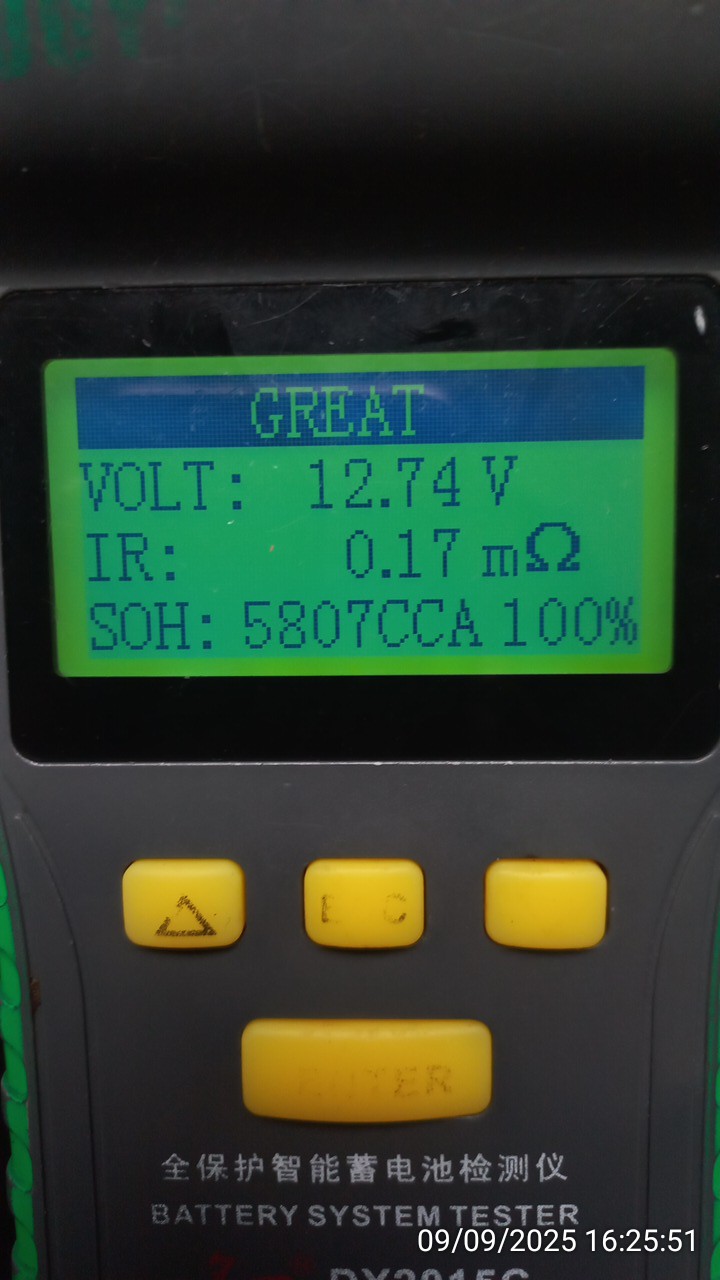 GREAT
VOLT: 12.74 V
IR: 0.17 mΩ
SOH: 5807CCA 100%
E C
ENTER
全保护智能蓄电池检测仪
BATTERY SYSTEM TESTER
09/09/2025 16:25:51